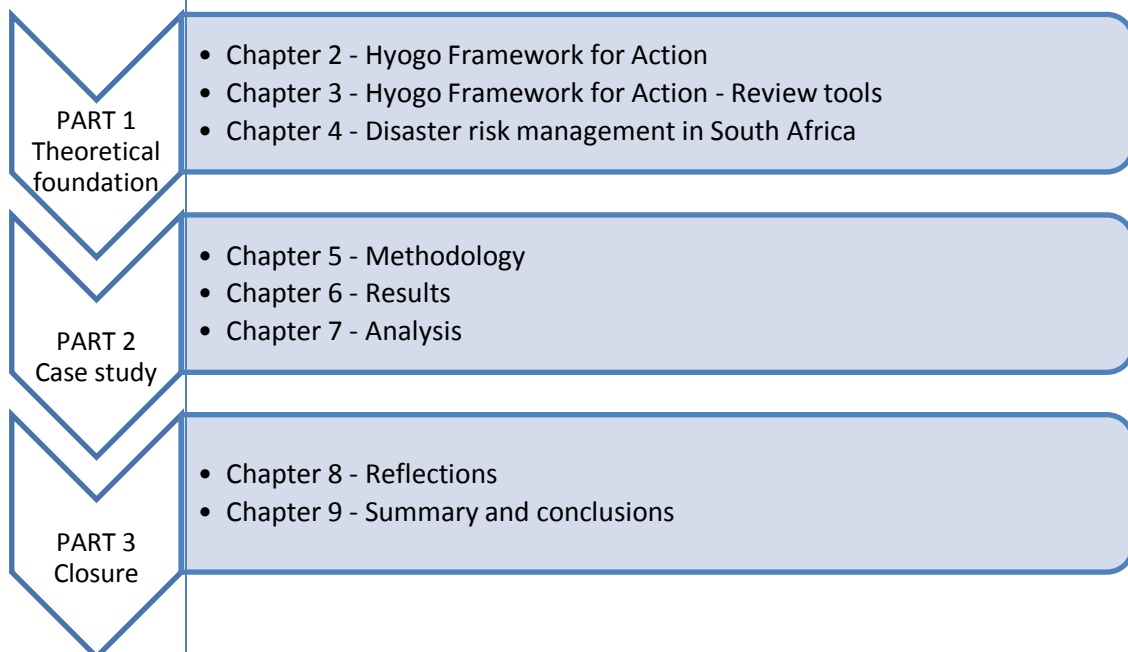 PART 1
Theoretical
foundation
• Chapter 2 - Hyogo Framework for Action
• Chapter 3 - Hyogo Framework for Action - Review tools
• Chapter 4 - Disaster risk management in South Africa
PART 2
Case study
• Chapter 5 - Methodology
• Chapter 6 - Results
• Chapter 7 - Analysis
PART 3
Closure
• Chapter 8 - Reflections
• Chapter 9 - Summary and conclusions